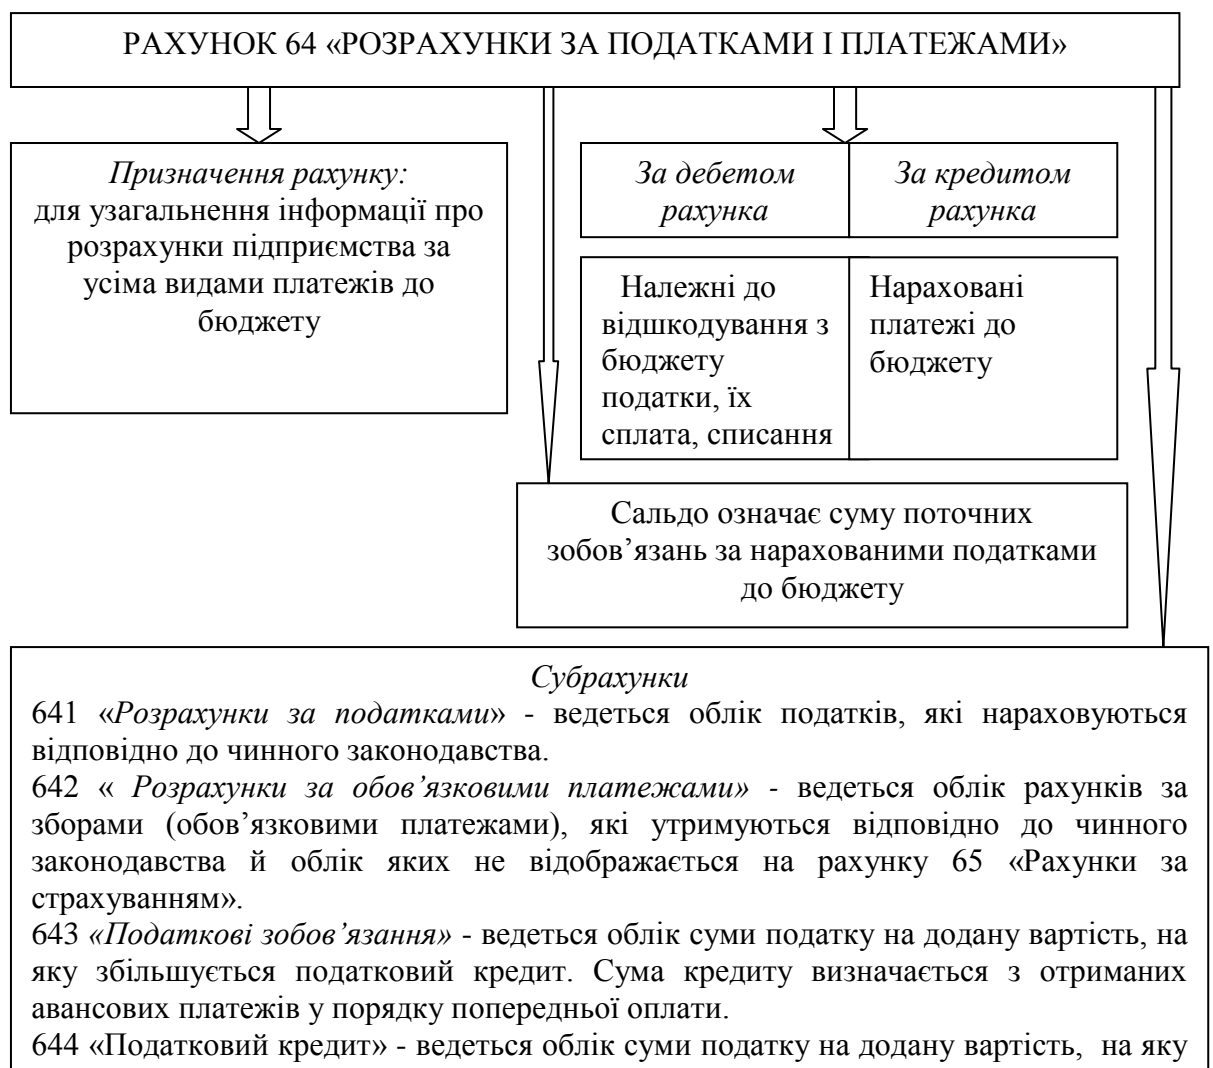 РАХУНОК 64 «РОЗРАХУНКИ ЗА ПОДАТКАМИ І ПЛАТЕЖАМИ»
Призначення рахунку:
для узагальнення інформації про
розрахунки підприємства за
усіма видами платежів до
бюджету
За дебетом
рахунка
За кредитом
рахунка
Належні до
відшкодування з
бюджету
податки, їх
сплата, списання
Нараховані
платежі до
бюджету
Сальдо означає суму поточних
зобов’язань за нарахованими податками
до бюджету
Субрахунки
641 «Розрахунки за податками» - ведеться облік податків, які нараховуються
відповідно до чинного законодавства.
642 « Розрахунки за обов’язковими платежами» - ведеться облік рахунків за
зборами (обов’язковими платежами), які утримуються відповідно до чинного
законодавства й облік яких не відображається на рахунку 65 «Рахунки за
страхуванням».
643 «Податкові зобов’язання» - ведеться облік суми податку на додану вартість, на
яку збільшується податковий кредит. Сума кредиту визначається з отриманих
авансових платежів у порядку попередньої оплати.
644 «Податковий кредит» - ведеться облік суми податку на додану вартість, на яку